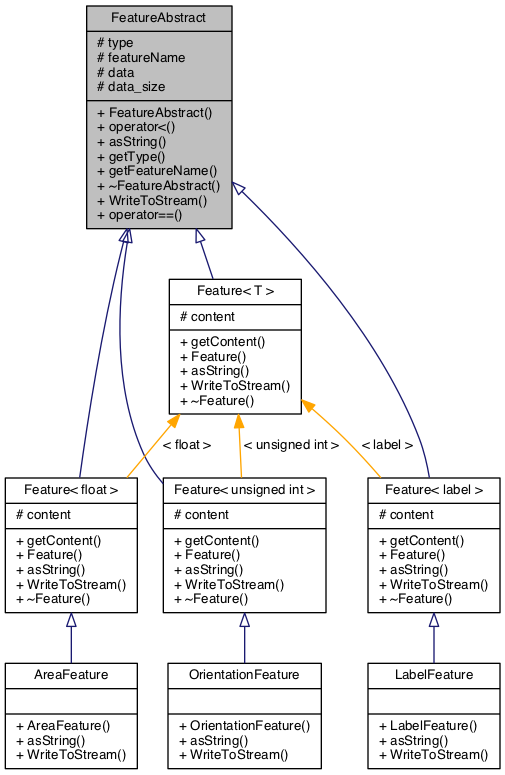 FeatureAbstract
# type
# featureName
# data
# data_size
+ FeatureAbstract()
+ operator<()
+ asString()
+ getType()
+ getFeatureName()
+ ~FeatureAbstract()
+ WriteToStream()
+ operator==()
Feature< T >
# content
+ getContent()
+ Feature()
+ asString()
+ WriteToStream()
+ ~Feature()
< float >
< unsigned int >
< label >
Feature< float >
# content
+ getContent()
+ Feature()
+ asString()
+ WriteToStream()
+ ~Feature()
Feature< unsigned int >
# content
+ getContent()
+ Feature()
+ asString()
+ WriteToStream()
+ ~Feature()
Feature< label >
# content
+ getContent()
+ Feature()
+ asString()
+ WriteToStream()
+ ~Feature()
AreaFeature
+ AreaFeature()
+ asString()
+ WriteToStream()
OrientationFeature
+ OrientationFeature()
+ asString()
+ WriteToStream()
LabelFeature
+ LabelFeature()
+ asString()
+ WriteToStream()